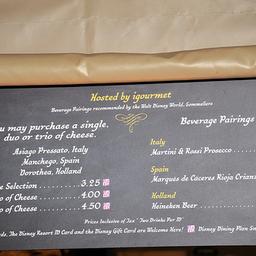 Hosted by igourmet
Beverage Pairings recommended by the Walt Disney World, Sommeliers
may purchase a single,
duo or trio of cheese.
Asiago Pressato, Italy
Manchego, Spain
Dorothea, Holland
Selection ........ 3.25
of Cheese ........ 4.00
of Cheese ........ 4.50
Beverage Pairings
Italy
Martini & Rossi Prosecco .....
Spain
Marques de Caceres Rioja
Holland
Heineken Beer ..........
Prices Inclusive of Tax * Two Drinks Per ID
The Disney Resort ID Card and the Disney Gift Card are Welcome Here! Disney Dining Plan